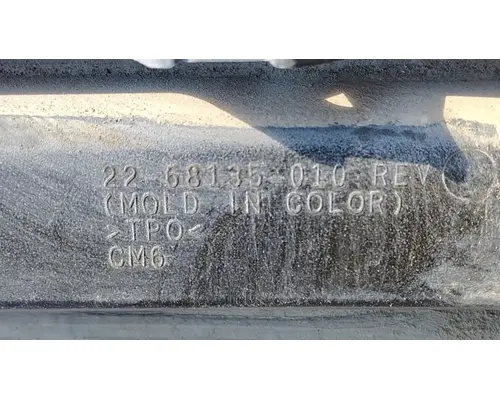 22-68135-010 REV
(MOLD IN COLOR)
>TPO<
CM6